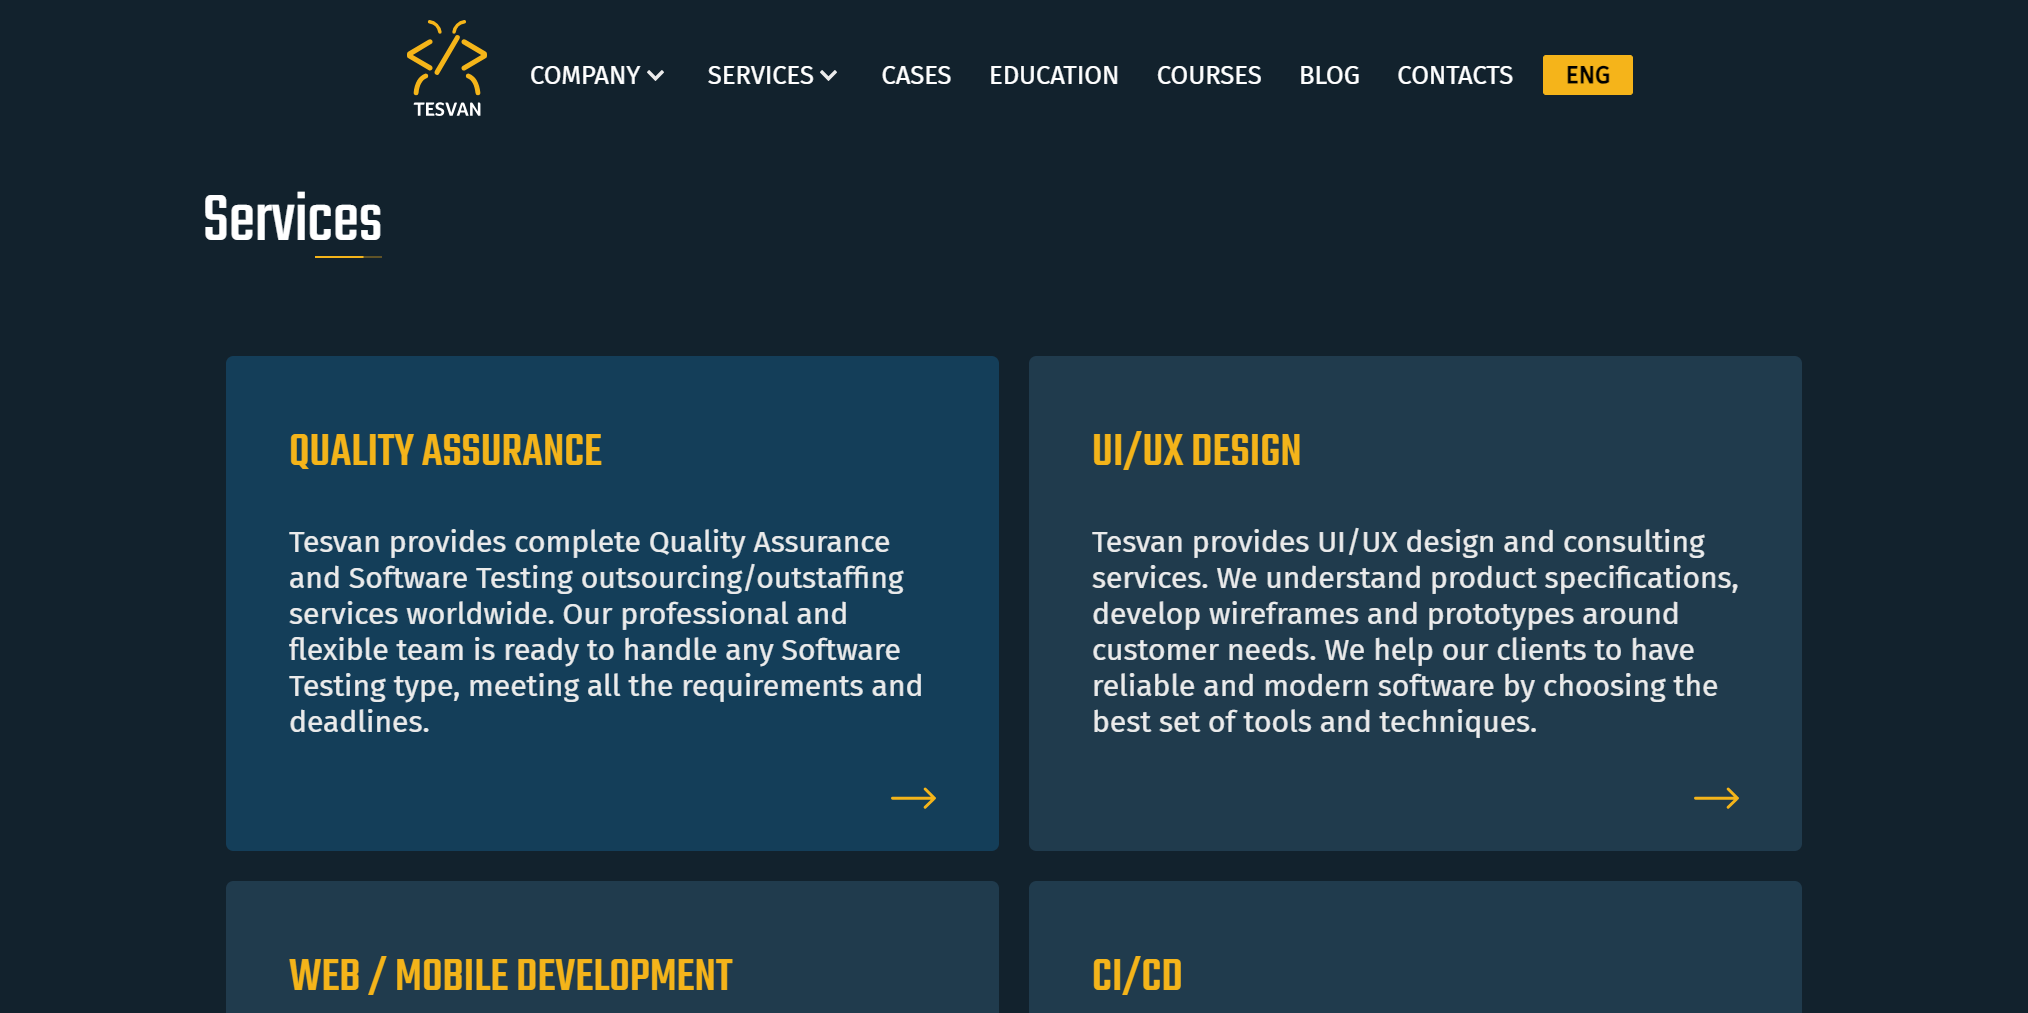 TESVAN
COMPANY SERVICES CASES EDUCATION COURSES BLOG CONTACTS ENG
Services
QUALITY ASSURANCE
Tesvan provides complete Quality Assurance
and Software Testing outsourcing/outstaffing
services worldwide. Our professional and
flexible team is ready to handle any Software
Testing type, meeting all the requirements and
deadlines.
UI/UX DESIGN
Tesvan provides UI/UX design and consulting
services. We understand product specifications,
develop wireframes and prototypes around
customer needs. We help our clients to have
reliable and modern software by choosing the
best set of tools and techniques.
WEB / MOBILE DEVELOPMENT
CI/CD